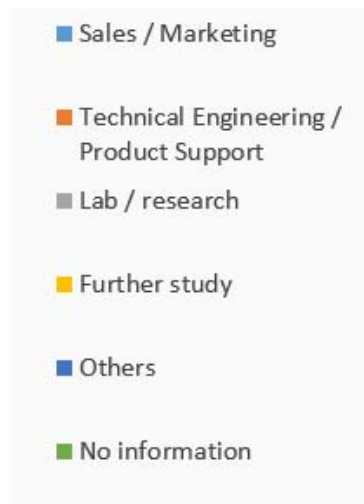 Sales / Marketing
Technical Engineering /
Product Support
Lab / research
Further study
Others
No information